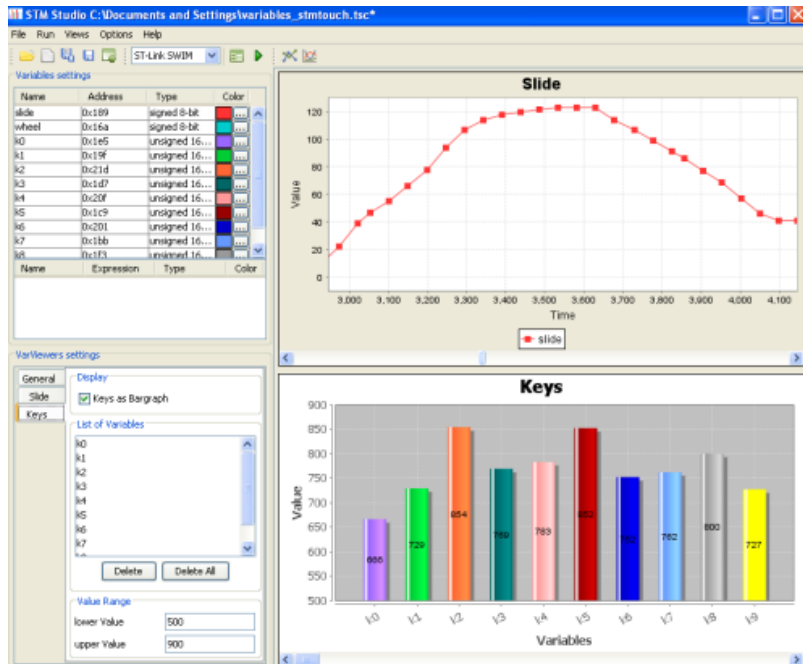 STM Studio C:\Documents and Settings\variables_stmtouch.tsc*
File Run Views Options Help
ST-Link SWIM
Variables settings
Name Address Type Color
slide 0x189 signed 8-bit ...
wheel 0x16a signed 8-bit ...
k0 0x1e5 unsigned 16... ...
k1 0x19f unsigned 16... ...
k2 0x21d unsigned 16... ...
k3 0x1d7 unsigned 16... ...
k4 0x20f unsigned 16... ...
k5 0x1c9 unsigned 16... ...
k6 0x201 unsigned 16... ...
k7 0x1bb unsigned 16... ...
k8 0x1f3 unsigned 16... ...
Name Expression Type Color
Slide
Value
120
100
80
60
40
20
0
3.000 3.100 3.200 3.300 3.400 3.500 3.600 3.700 3.800 3.900 4.000 4.100
Time
slide
VarViewers settings
General
Slide
Keys
Display
Keys as Bargraph
List of Variables
k0
k1
k2
k3
k4
k5
k6
k7
Delete Delete All
Value Range
lower Value 500
upper Value 900
Keys
Value
900
850
800
750
700
650
600
550
500
729 854 769 783 852 762 800 727
k0 k1 k2 k3 k4 k5 k6 k7 k8 k9
Variables